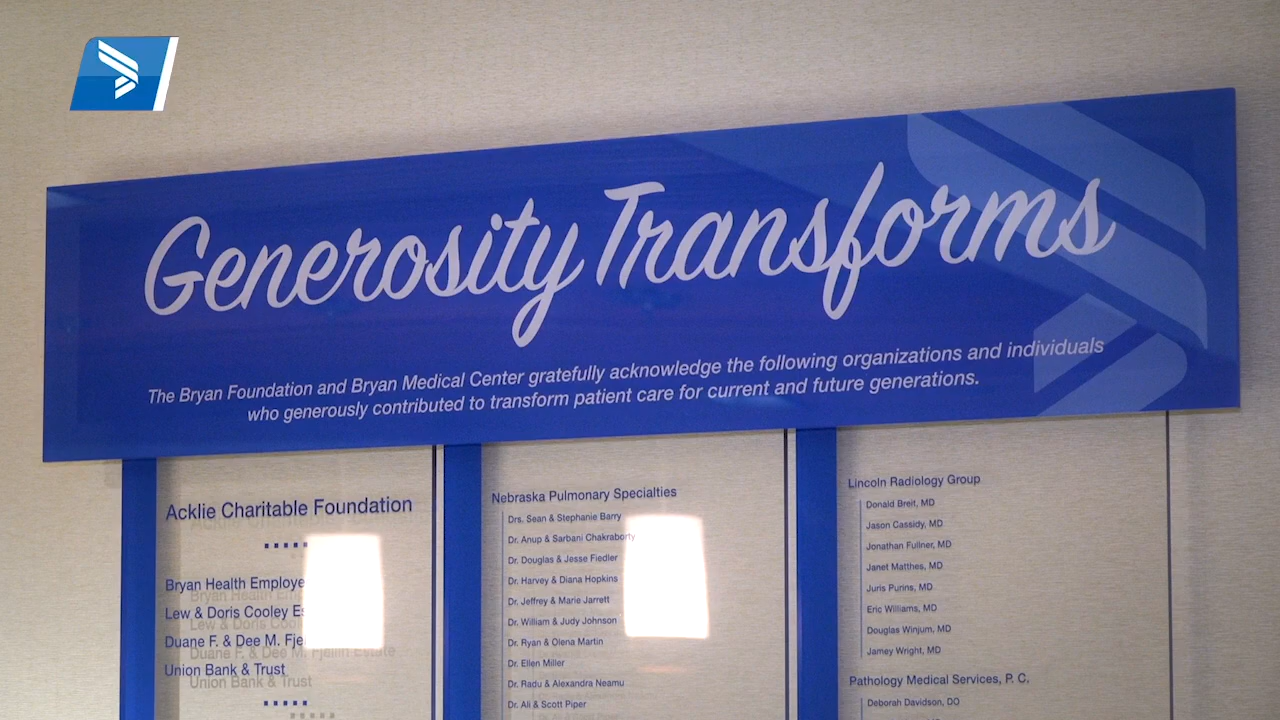 Generosity Transforms
The Bryan Foundation and Bryan Medical Center gratefully acknowledge the following organizations and individuals
who generously contributed to transform patient care for current and future generations.
Acklie Charitable Foundation
Bryan Health Employe
Lew & Doris Cooley Es
Duane F. & Dee M. Fjellin Estate
Union Bank & Trust
Nebraska Pulmonary Specialties
Drs. Sean & Stephanie Barry
Dr. Anup & Sarbani Chakraborty
Dr. Douglas & Jesse Fiedler
Dr. Harvey & Diana Hopkins
Dr. Jeffrey & Marie Jarrett
Dr. William & Judy Johnson
Dr. Ryan & Olena Martin
Dr. Ellen Miller
Dr. Radu & Alexandra Neamu
Dr. Ali & Scott Piper
Lincoln Radiology Group
Donald Breit, MD
Jason Cassidy, MD
Jonathan Fullner, MD
Janet Matthes, MD
Juris Purins, MD
Eric Williams, MD
Douglas Winjum, MD
Jamey Wright, MD
Pathology Medical Services, P. C.
Deborah Davidson, DO